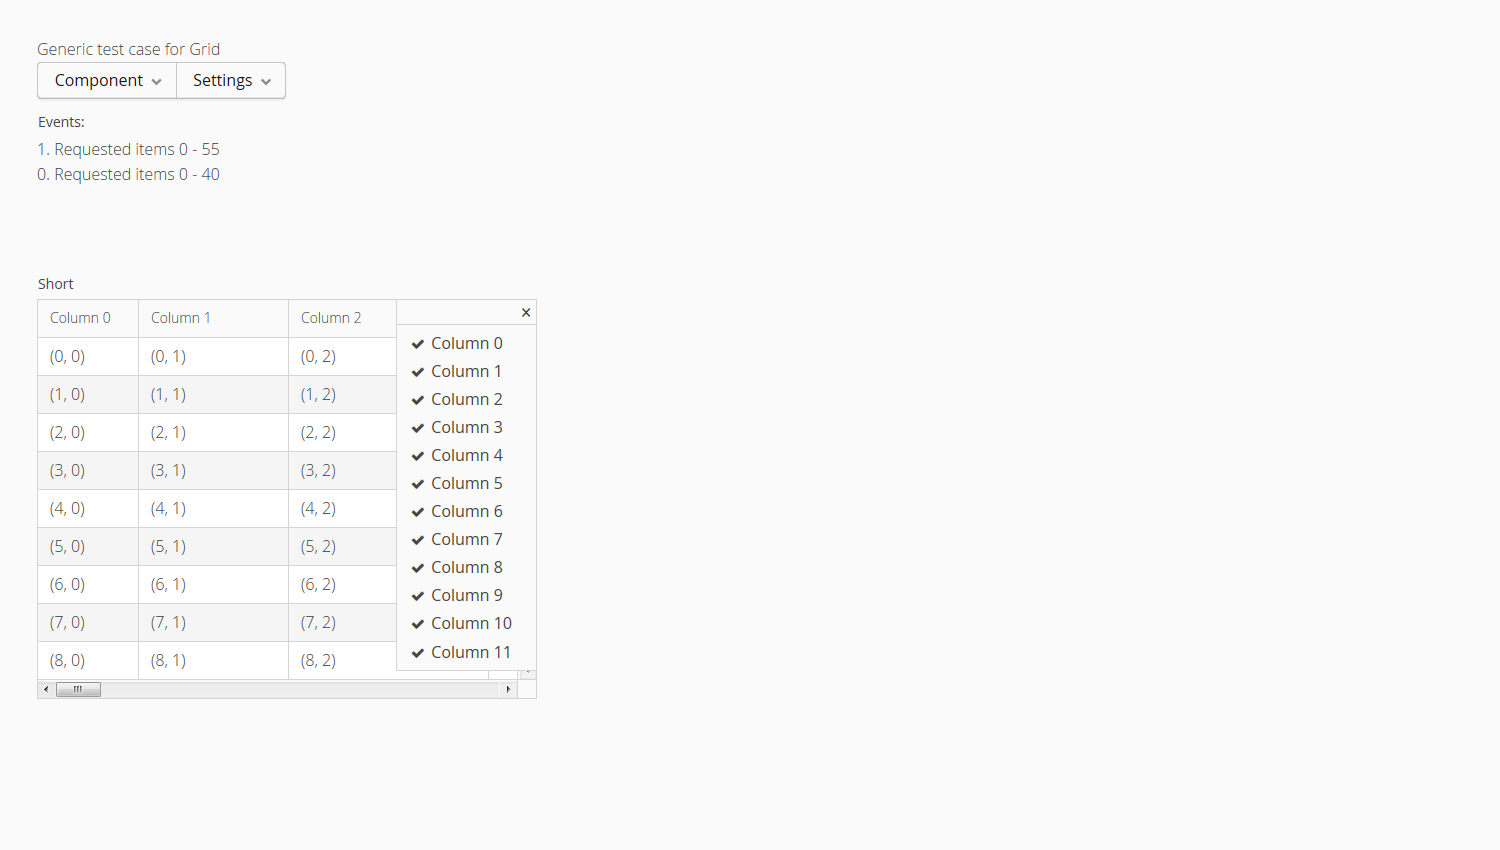 Generic test case for Grid
Component Settings
Events:
1. Requested items 0 - 55
0. Requested items 0 - 40
Short
Column 0 Column 1 Column 2
(0, 0) (0, 1) (0, 2)
(1, 0) (1, 1) (1, 2)
(2, 0) (2, 1) (2, 2)
(3, 0) (3, 1) (3, 2)
(4, 0) (4, 1) (4, 2)
(5, 0) (5, 1) (5, 2)
(6, 0) (6, 1) (6, 2)
(7, 0) (7, 1) (7, 2)
(8, 0) (8, 1) (8, 2)
Column 0
Column 1
Column 2
Column 3
Column 4
Column 5
Column 6
Column 7
Column 8
Column 9
Column 10
Column 11